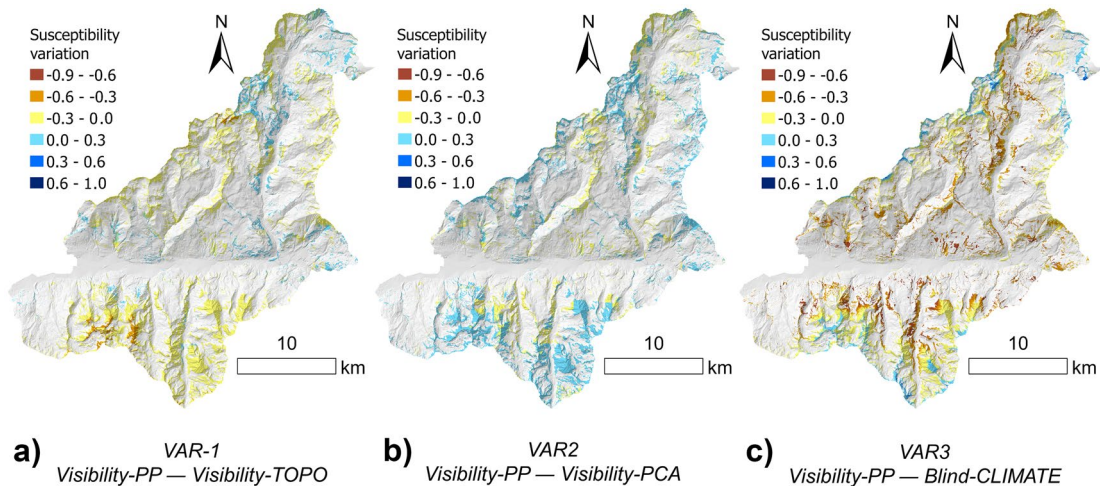 Susceptibility
variation
-0.9 - -0.6
-0.6 - -0.3
-0.3 - 0.0
0.0 - 0.3
0.3 - 0.6
0.6 - 1.0
N
10
km
a)
VAR-1
Visibility-PP — Visibility-TOPO
Susceptibility
variation
-0.9 - -0.6
-0.6 - -0.3
-0.3 - 0.0
0.0 - 0.3
0.3 - 0.6
0.6 - 1.0
N
10
km
b)
VAR2
Visibility-PP — Visibility-PCA
Susceptibility
variation
-0.9 - -0.6
-0.6 - -0.3
-0.3 - 0.0
0.0 - 0.3
0.3 - 0.6
0.6 - 1.0
N
10
km
c)
VAR3
Visibility-PP — Blind-CLIMATE